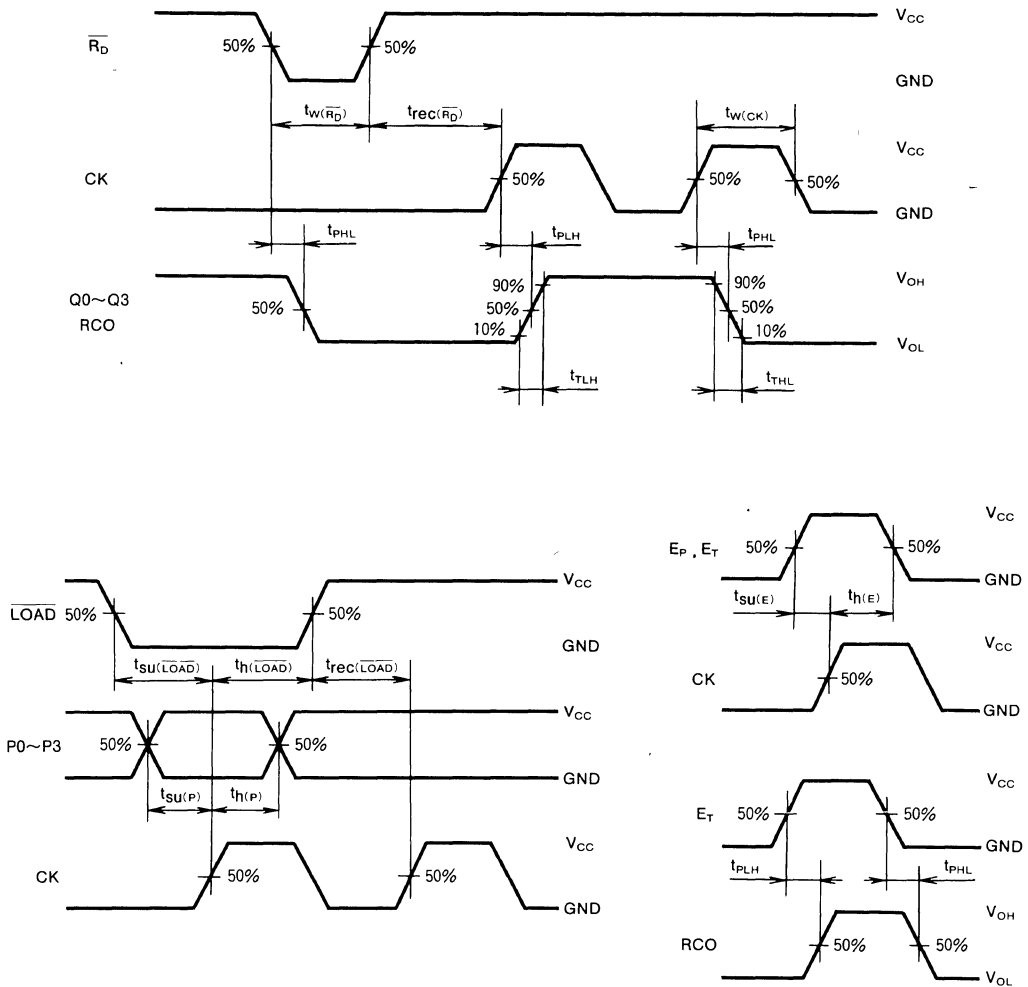 VCC
R̅D̅ 50% 50%
GND
tw(R̅D̅) trec(R̅D̅) tw(CK)
VCC
CK 50% 50% 50%
GND
tPHL tPLH tPHL
90% 90% VOH
Q0~Q3 50% 50% 50%
RCO 10% 10%
VOL
tTLH tTHL
VCC
L̅O̅A̅D̅ 50% 50%
GND
tsu(L̅O̅A̅D̅) th(L̅O̅A̅D̅) trec(L̅O̅A̅D̅)
VCC
P0~P3 50% 50%
GND
tsu(P) th(P)
VCC
CK 50% 50%
GND
VCC
EP , ET 50% 50%
GND
tsu(E) th(E)
VCC
CK 50%
GND
VCC
ET 50% 50%
GND
tPLH tPHL
VOH
RCO 50% 50%
VOL